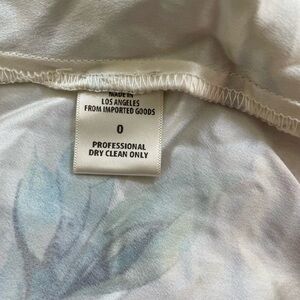 MADE IN
LOS ANGELES
FROM IMPORTED GOODS
0
PROFESSIONAL
DRY CLEAN ONLY